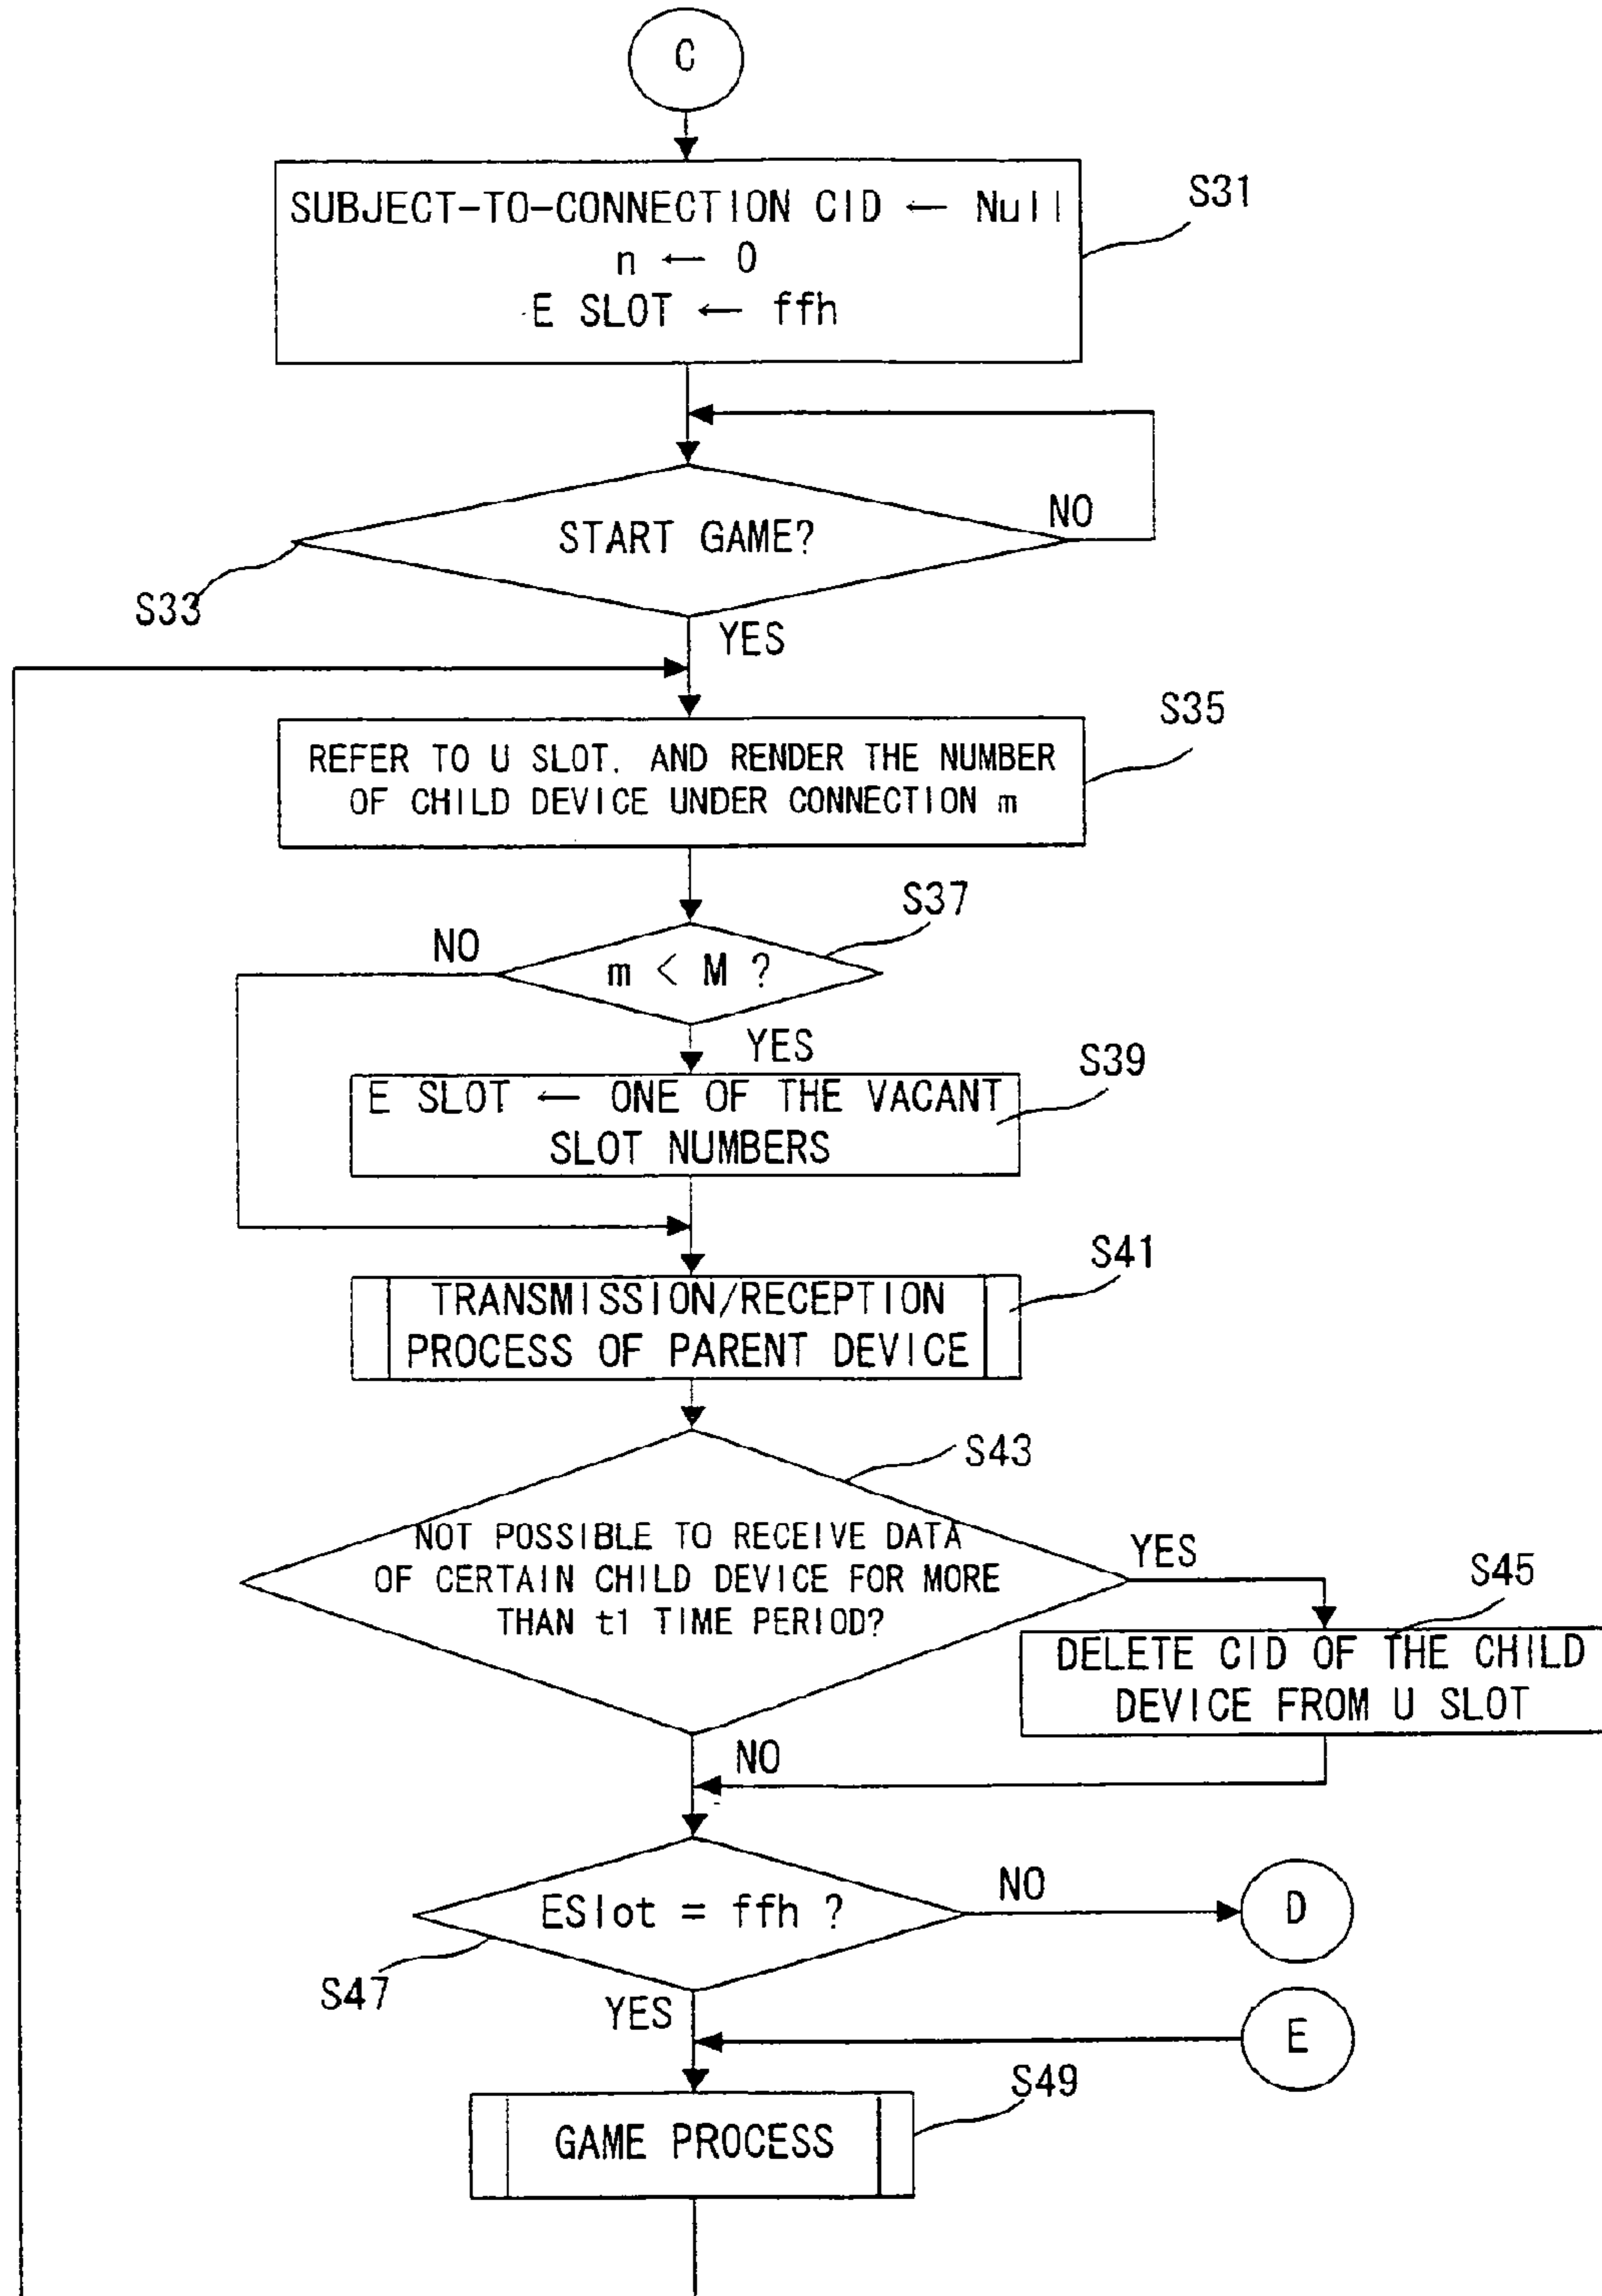 C
SUBJECT-TO-CONNECTION CID ← Null
n ← 0
E SLOT ← ffh
S31
START GAME?
NO
S33
YES
S35
REFER TO U SLOT. AND RENDER THE NUMBER
OF CHILD DEVICE UNDER CONNECTION m
S37
NO
m < M ?
YES
S39
E SLOT ← ONE OF THE VACANT
SLOT NUMBERS
S41
TRANSMISSION/RECEPTION
PROCESS OF PARENT DEVICE
S43
NOT POSSIBLE TO RECEIVE DATA
OF CERTAIN CHILD DEVICE FOR MORE
THAN t1 TIME PERIOD?
YES
S45
DELETE CID OF THE CHILD
DEVICE FROM U SLOT
NO
ESlot = ffh ?
NO
D
S47
YES
E
S49
GAME PROCESS